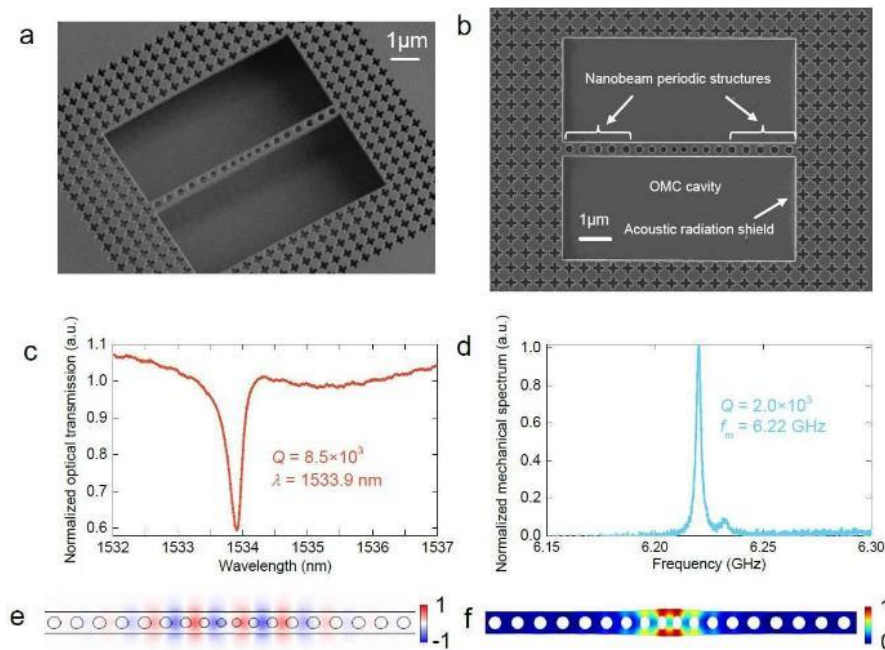 a
1μm
b
Nanobeam periodic structures
OMC cavity
1μm
Acoustic radiation shield
c
Normalized optical transmission (a.u.)
1.1
1.0
0.9
0.8
0.7
0.6
Q = 8.5×10³
λ = 1533.9 nm
1532 1533 1534 1535 1536 1537
Wavelength (nm)
d
Normalized mechanical spectrum (a.u.)
1.0
0.8
0.6
0.4
0.2
0.0
Q = 2.0×10³
fm = 6.22 GHz
6.15 6.20 6.25 6.30
Frequency (GHz)
e
1
-1
f
1
0